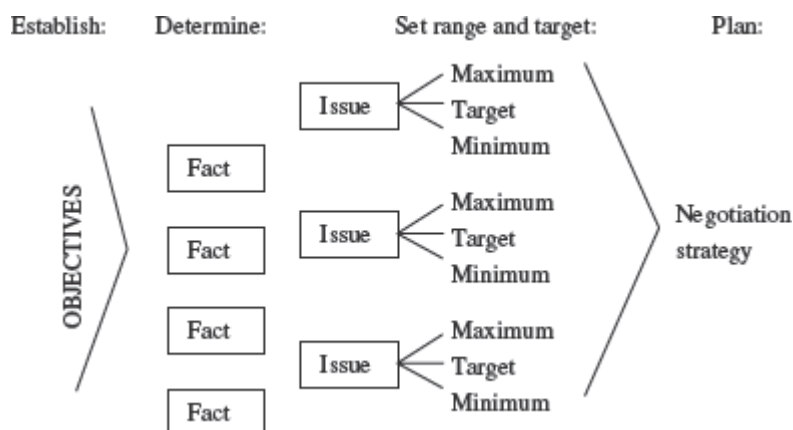 Establish: Determine: Set range and target: Plan:
OBJECTIVES
Fact
Fact
Fact
Fact
Issue
Maximum
Target
Minimum
Issue
Maximum
Target
Minimum
Issue
Maximum
Target
Minimum
Negotiation
strategy